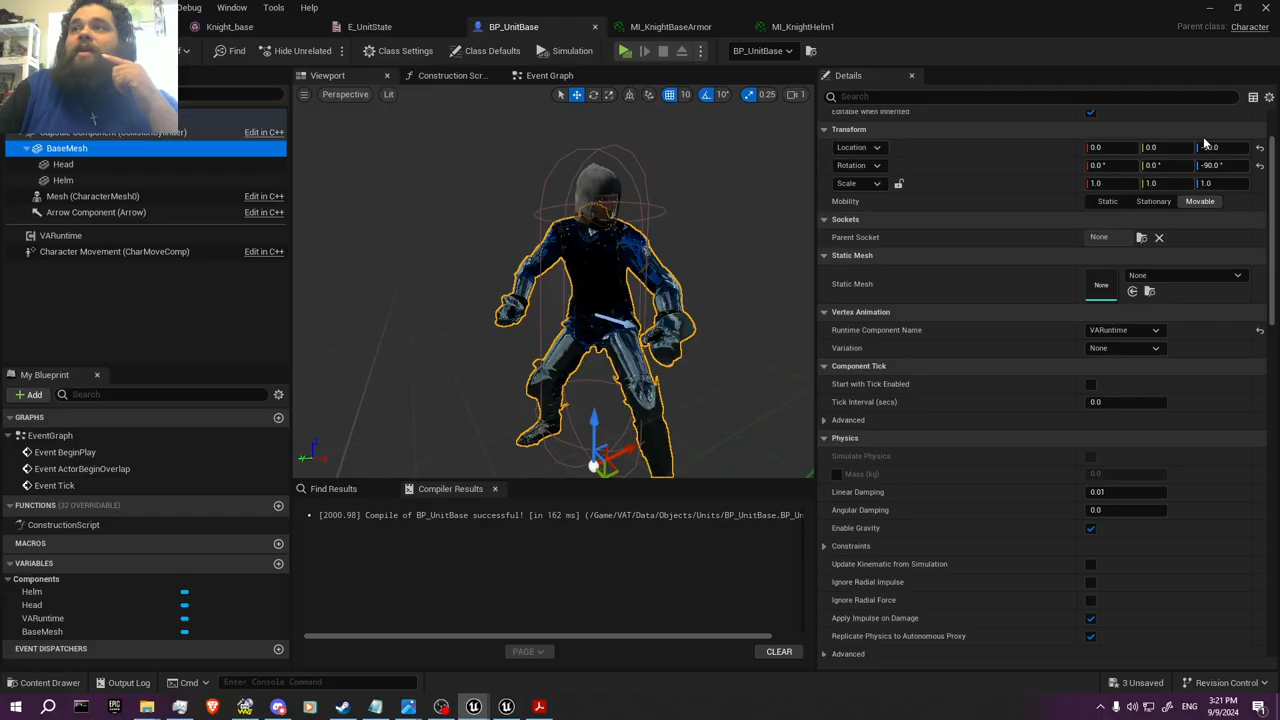 Debug
Window
Tools
Help
Knight_base
E_UnitState
BP_UnitBase
MI_KnightBaseArmor
MI_KnightHelm1
Parent class: Character
Find
Hide Unrelated
Class Settings
Class Defaults
Simulation
BP_UnitBase
Viewport
Construction Scr...
Event Graph
Details
Perspective
Lit
10
10°
0.25
1
Search
Capsule Component (CollisionCylinder)
Edit in C++
BaseMesh
Head
Helm
Mesh (CharacterMesh0)
Edit in C++
Arrow Component (Arrow)
Edit in C++
VARuntime
Character Movement (CharMoveComp)
Edit in C++
My Blueprint
Add
Search
GRAPHS
EventGraph
Event BeginPlay
Event ActorBeginOverlap
Event Tick
FUNCTIONS (32 OVERRIDABLE)
ConstructionScript
MACROS
VARIABLES
Components
Helm
Head
VARuntime
BaseMesh
EVENT DISPATCHERS
Find Results
Compiler Results
[2000.98] Compile of BP_UnitBase successful! [in 162 ms] (/Game/VAT/Data/Objects/Units/BP_UnitBase.BP_Un
PAGE
CLEAR
Editable when Inherited
Transform
Location
0.0
0.0
Rotation
0.0 °
0.0 °
-90.0 °
Scale
1.0
1.0
1.0
Mobility
Static
Stationary
Movable
Sockets
Parent Socket
None
Static Mesh
Static Mesh
None
None
Vertex Animation
Runtime Component Name
VARuntime
Variation
None
Component Tick
Start with Tick Enabled
Tick Interval (secs)
0.0
Advanced
Physics
Simulate Physics
Mass (kg)
0.0
Linear Damping
0.01
Angular Damping
0.0
Enable Gravity
Constraints
Update Kinematic from Simulation
Ignore Radial Impulse
Ignore Radial Force
Apply Impulse on Damage
Replicate Physics to Autonomous Proxy
Advanced
Content Drawer
Output Log
Cmd
Enter Console Command
3 Unsaved
Revision Control
3:21 PM
9/9/2024